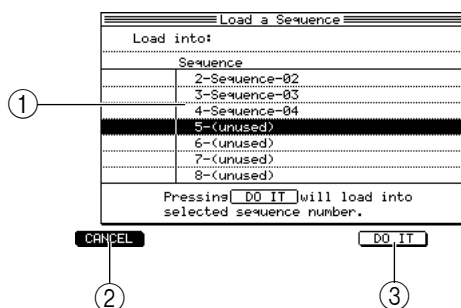 Load a Sequence
Load into:
Sequence
2-Sequence-02
3-Sequence-03
1
4-Sequence-04
5-(unused)
6-(unused)
7-(unused)
8-(unused)
Pressing DO IT will load into
selected sequence number.
CANCEL DO IT
2 3